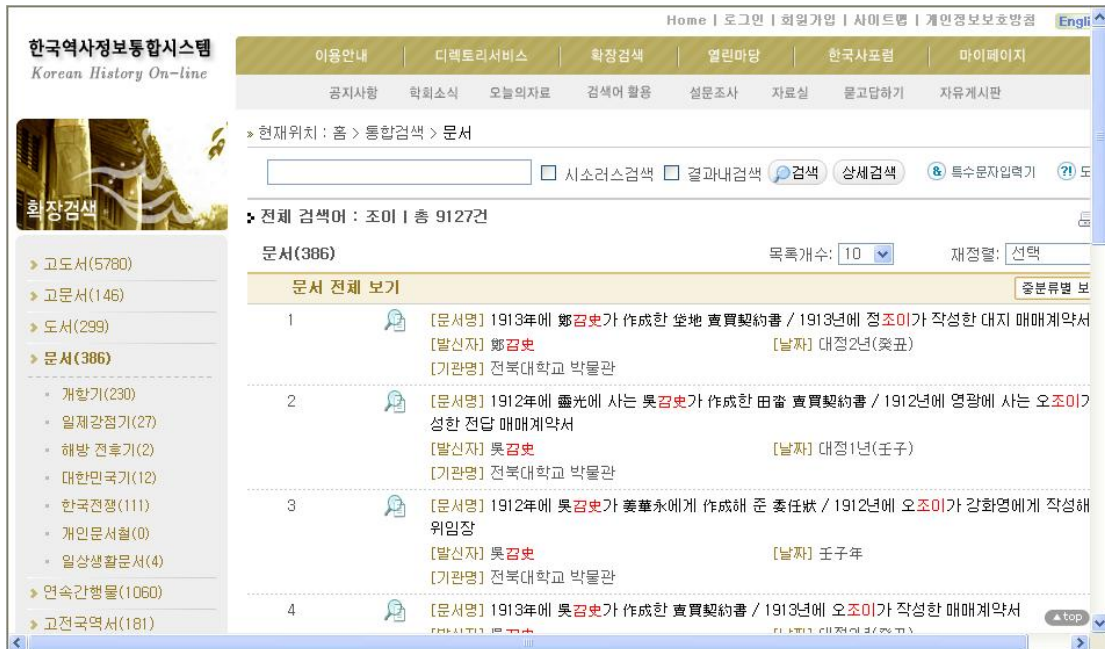 Home | 로그인 | 회원가입 | 사이트맵 | 개인정보보호방침 Engli
한국역사정보통합시스템
Korean History On-line
이용안내 디렉토리서비스 확장검색 열린마당 한국사포럼 마이페이지
공지사항 학회소식 오늘의자료 검색어 활용 설문조사 자료실 묻고답하기 자유게시판
» 현재위치 : 홈 > 통합검색 > 문서
시소러스검색 결과내검색 검색 상세검색 & 특수문자입력기 ?! 도
확장검색
전체 검색어 : 조이 | 총 9127건
문서(386) 목록개수: 10 재정렬: 선택
문서 전체 보기 중분류별 보
고도서(5780)
고문서(146)
도서(299)
문서(386)
개항기(230)
일제강점기(27)
해방 전후기(2)
대한민국기(12)
한국전쟁(111)
개인문서철(0)
일상생활문서(4)
연속간행물(1060)
고전국역서(181)
1 [문서명] 1913년에 鄭召史가 作成한 垈地 賣買契約書 / 1913년에 정조이가 작성한 대지 매매계약서
[발신자] 鄭召史 [날짜] 대정2년(癸丑)
[기관명] 전북대학교 박물관
2 [문서명] 1912년에 靈光에 사는 吳召史가 作成한 田畓 賣買契約書 / 1912년에 영광에 사는 오조이가
성한 전답 매매계약서
[발신자] 吳召史 [날짜] 대정1년(壬子)
[기관명] 전북대학교 박물관
3 [문서명] 1912년에 吳召史가 姜華永에게 作成해 준 委任狀 / 1912년에 오조이가 강화영에게 작성해
위임장
[발신자] 吳召史 [날짜] 壬子年
[기관명] 전북대학교 박물관
4 [문서명] 1913년에 吳召史가 作成한 賣買契約書 / 1913년에 오조이가 작성한 매매계약서
▲top